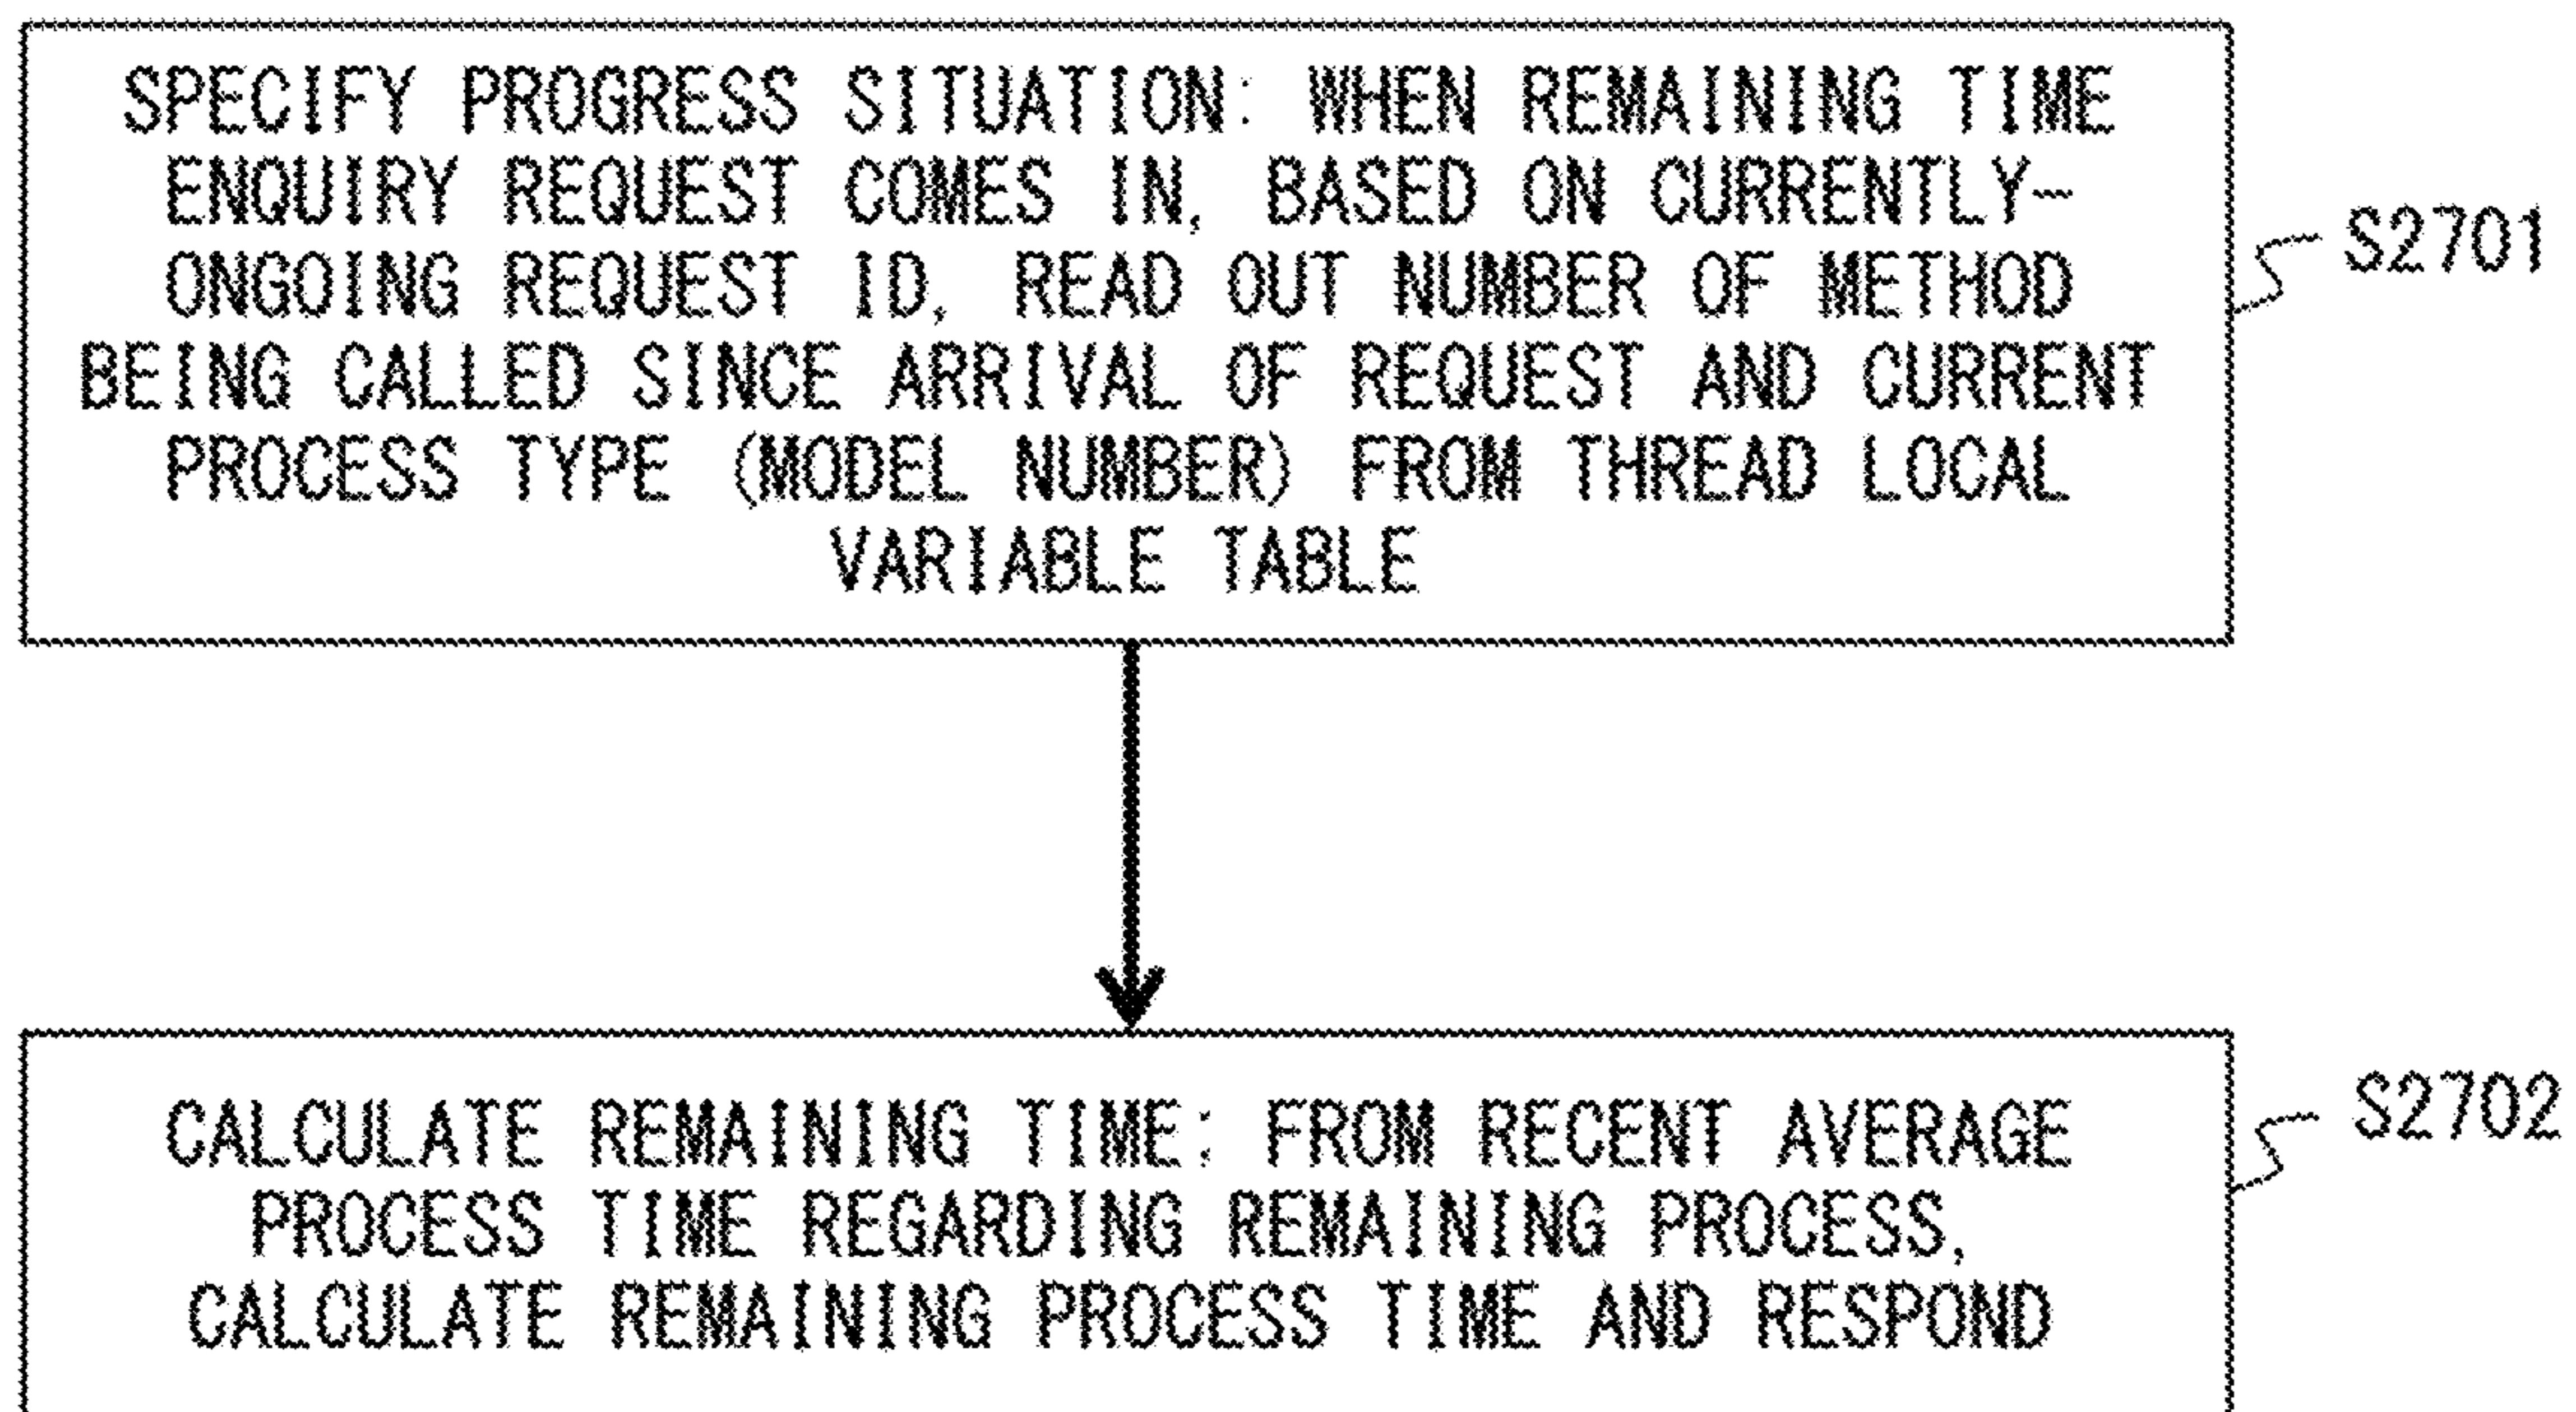 SPECIFY PROGRESS SITUATION: WHEN REMAINING TIME
ENQUIRY REQUEST COMES IN, BASED ON CURRENTLY-
ONGOING REQUEST ID, READ OUT NUMBER OF METHOD
BEING CALLED SINCE ARRIVAL OF REQUEST AND CURRENT
PROCESS TYPE (MODEL NUMBER) FROM THREAD LOCAL
VARIABLE TABLE
S2701
CALCULATE REMAINING TIME: FROM RECENT AVERAGE
PROCESS TIME REGARDING REMAINING PROCESS,
CALCULATE REMAINING PROCESS TIME AND RESPOND
S2702